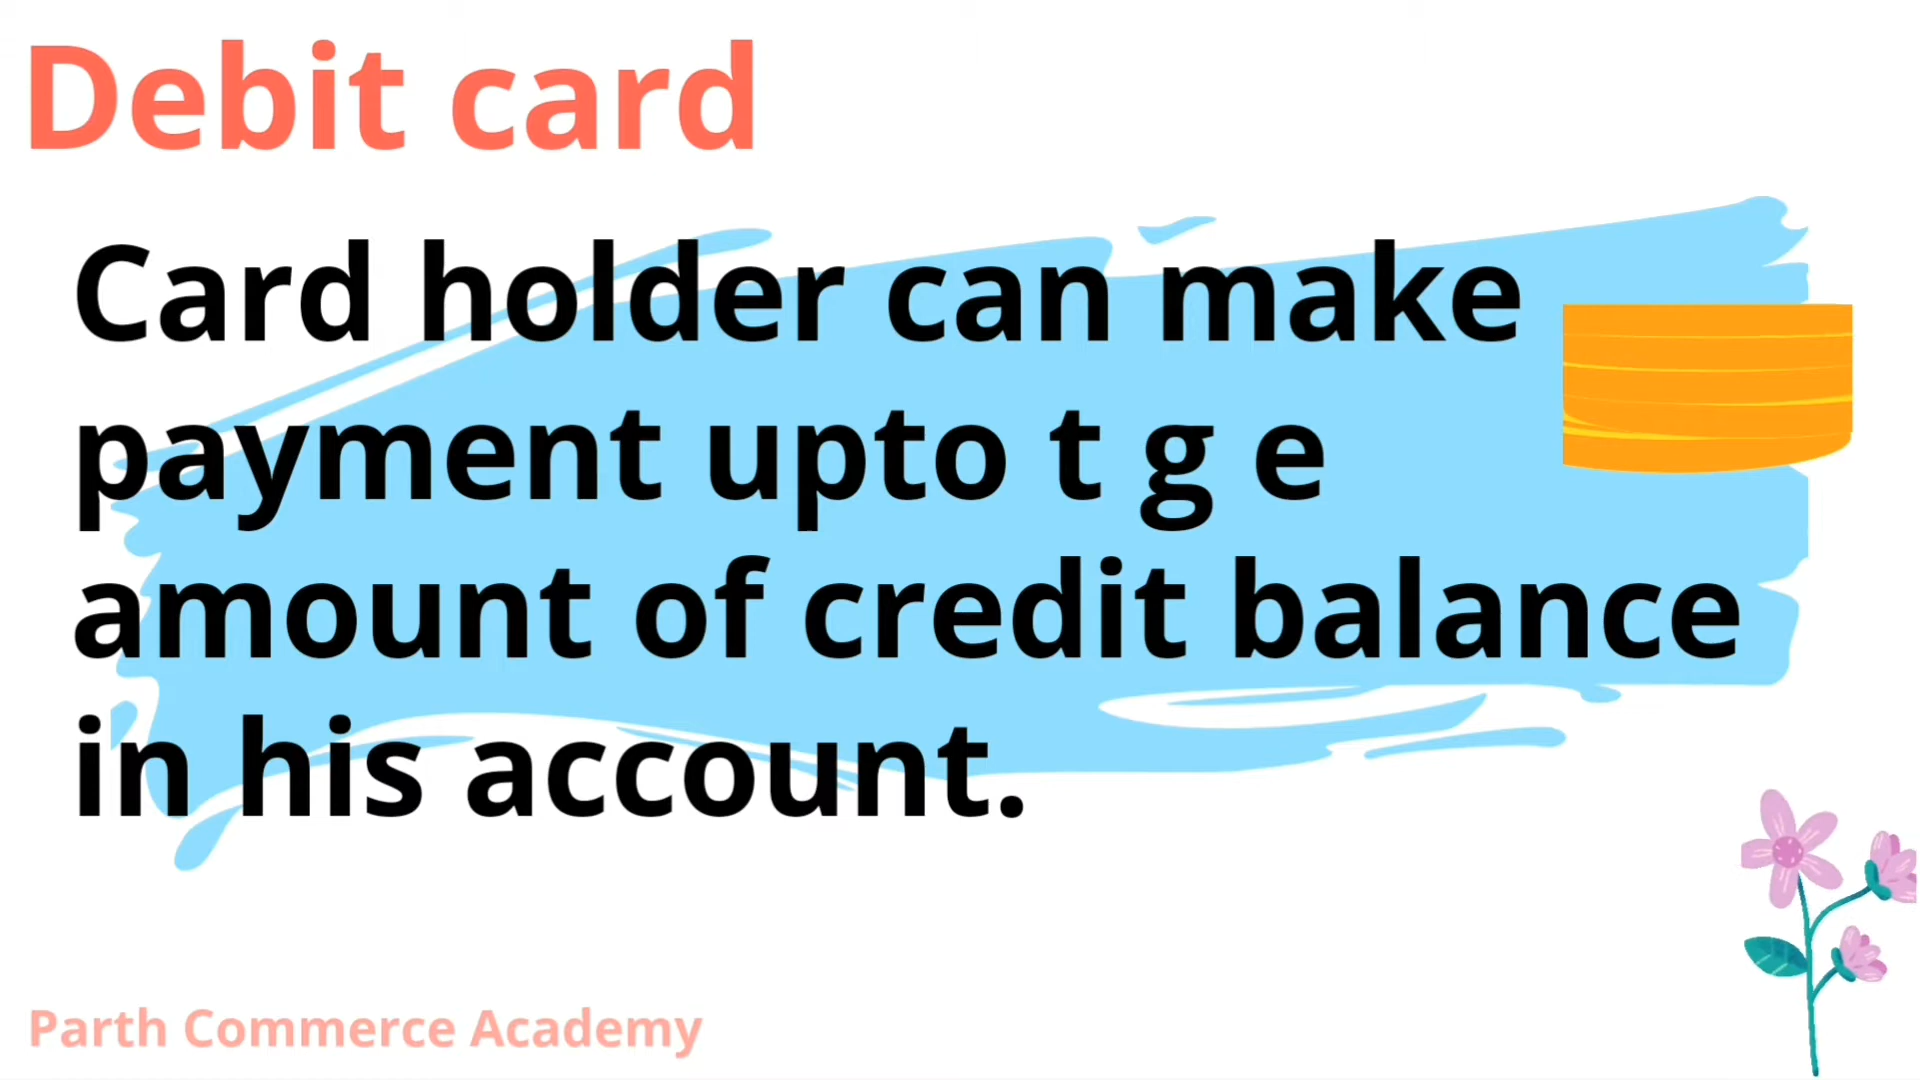 Debit card
Card holder can make
payment upto t g e
amount of credit balance
in his account.
Parth Commerce Academy